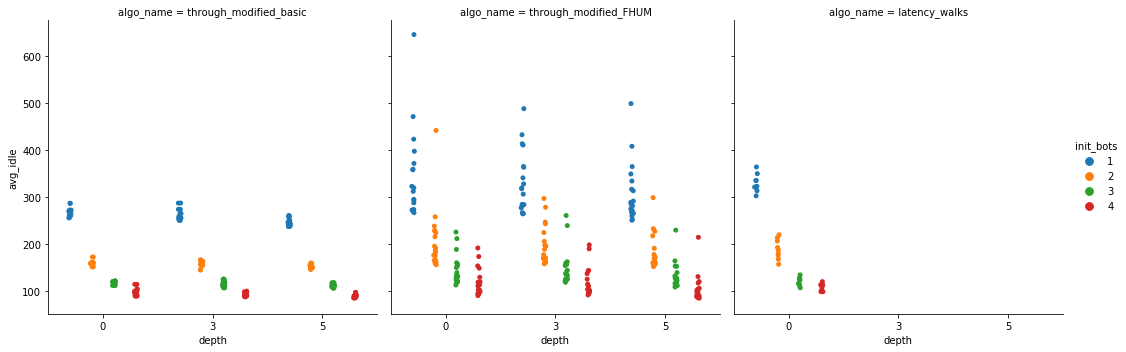 algo_name = through_modified_basic
algo_name = through_modified_FHUM
algo_name = latency_walks
600
500
400
300
200
100
avg_idle
0 3 5
depth
0 3 5
depth
0 3 5
depth
init_bots
1
2
3
4